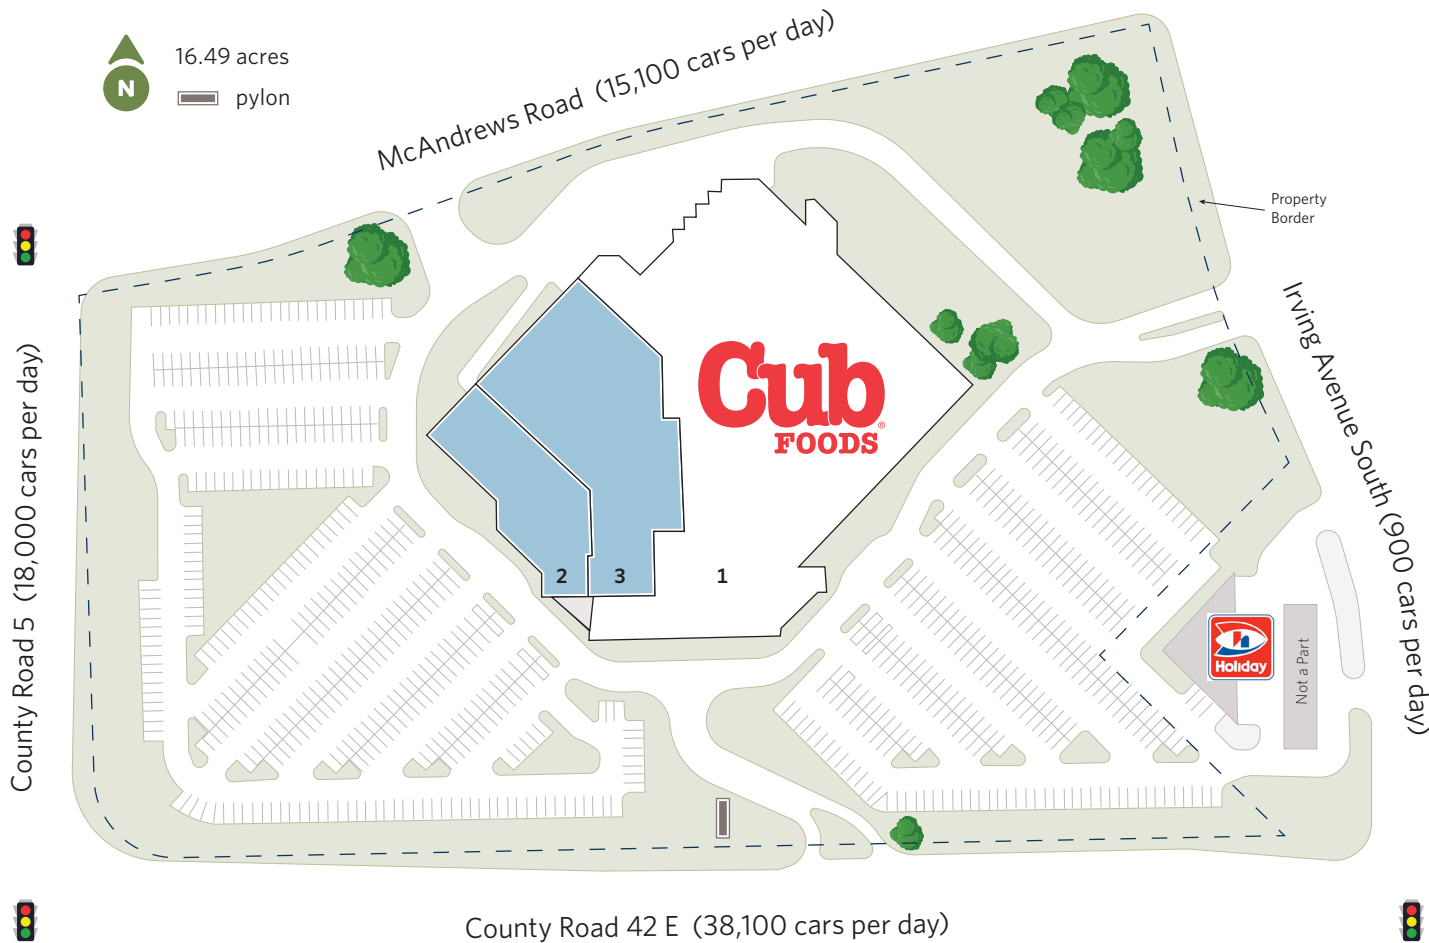 16.49 acres
N
pylon
McAndrews Road (15,100 cars per day)
Property
Border
Irving Avenue South (900 cars per day)
County Road 5 (18,000 cars per day)
Cub
FOODS®
2
3
1
Holiday
Not a Part
County Road 42 E (38,100 cars per day)